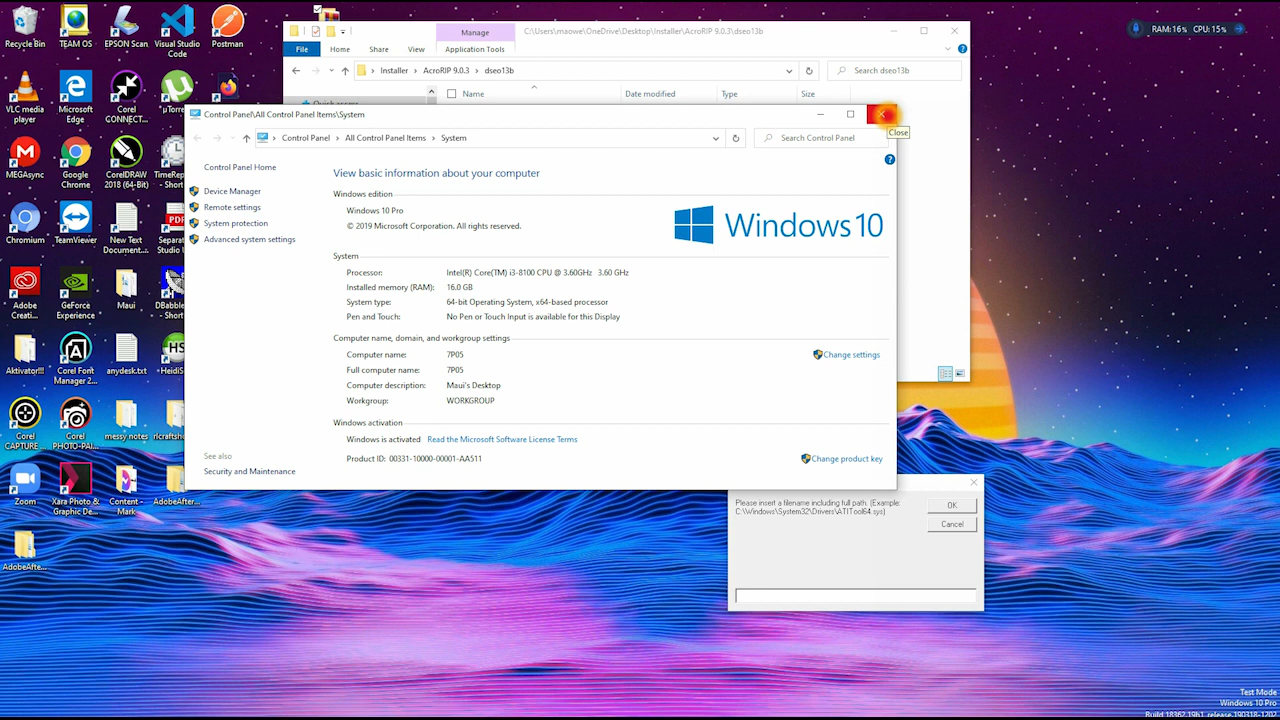 Recycle Bin
TEAM OS
EPSON Scan
Visual Studio Code
Postman
VLC media player
Microsoft Edge
Corel CONNECT...
MEGAsync
Google Chrome
CorelDRAW 2018 (64-Bit)
Chromium
TeamViewer
New Text Document...
Adobe Creati...
GeForce Experience
Maui
Aktivator!!!
Corel Font Manager 2...
anydesk.txt
Corel CAPTURE ...
Corel PHOTO-PAI...
messy_notes
Zoom
Xara Photo & Graphic De...
Content - Mark
AdobeAfte...
AdobeAfte...
Manage
C:\Users\maowe\OneDrive\Desktop\Installer\AcroRIP 9.0.3\dseo13b
File
Home
Share
View
Application Tools
Installer > AcroRIP 9.0.3 > dseo13b
Search dseo13b
Name
Date modified
Type
Size
RAM: 16% CPU: 15%
Control Panel\All Control Panel Items\System
Close
Control Panel > All Control Panel Items > System
Search Control Panel
Control Panel Home
Device Manager
Remote settings
System protection
Advanced system settings
See also
Security and Maintenance
View basic information about your computer
Windows edition
Windows 10 Pro
© 2019 Microsoft Corporation. All rights reserved.
Windows 10
System
Processor: Intel(R) Core(TM) i3-8100 CPU @ 3.60GHz 3.60 GHz
Installed memory (RAM): 16.0 GB
System type: 64-bit Operating System, x64-based processor
Pen and Touch: No Pen or Touch Input is available for this Display
Computer name, domain, and workgroup settings
Computer name: 7P05
Change settings
Full computer name: 7P05
Computer description: Maui's Desktop
Workgroup: WORKGROUP
Windows activation
Windows is activated Read the Microsoft Software License Terms
Product ID: 00331-10000-00001-AA511
Change product key
Please insert a filename including full path. (Example:
C:\Windows\System32\Drivers\ATITool64.sys)
OK
Cancel
Test Mode
Windows 10 Pro
Build 18362.19h1_release.190318-1202